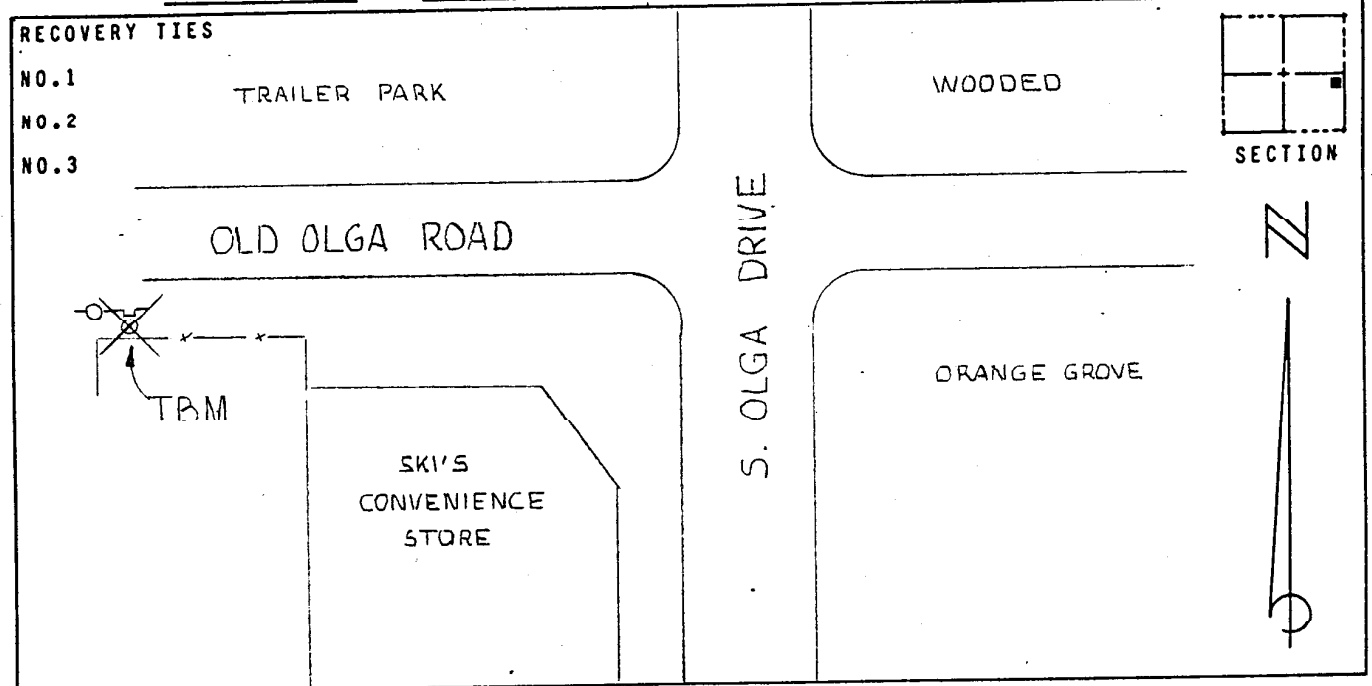 RECOVERY TIES
NO.1
NO.2
NO.3
TRAILER PARK
WOODED
SECTION
N
OLD OLGA ROAD
S. OLGA DRIVE
TBM
ORANGE GROVE
SKI'S
CONVENIENCE
STORE